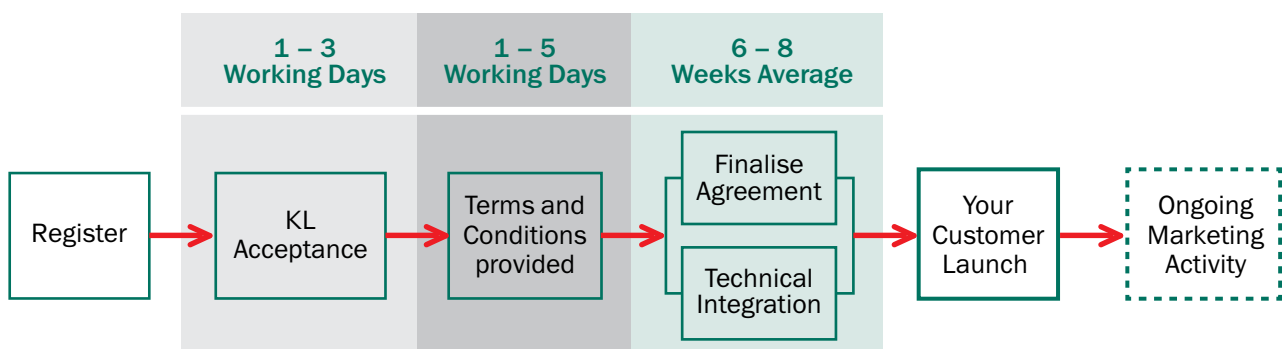 1 – 3
Working Days
1 – 5
Working Days
6 – 8
Weeks Average
Register
KL
Acceptance
Terms and
Conditions
provided
Finalise
Agreement
Technical
Integration
Your
Customer
Launch
Ongoing
Marketing
Activity